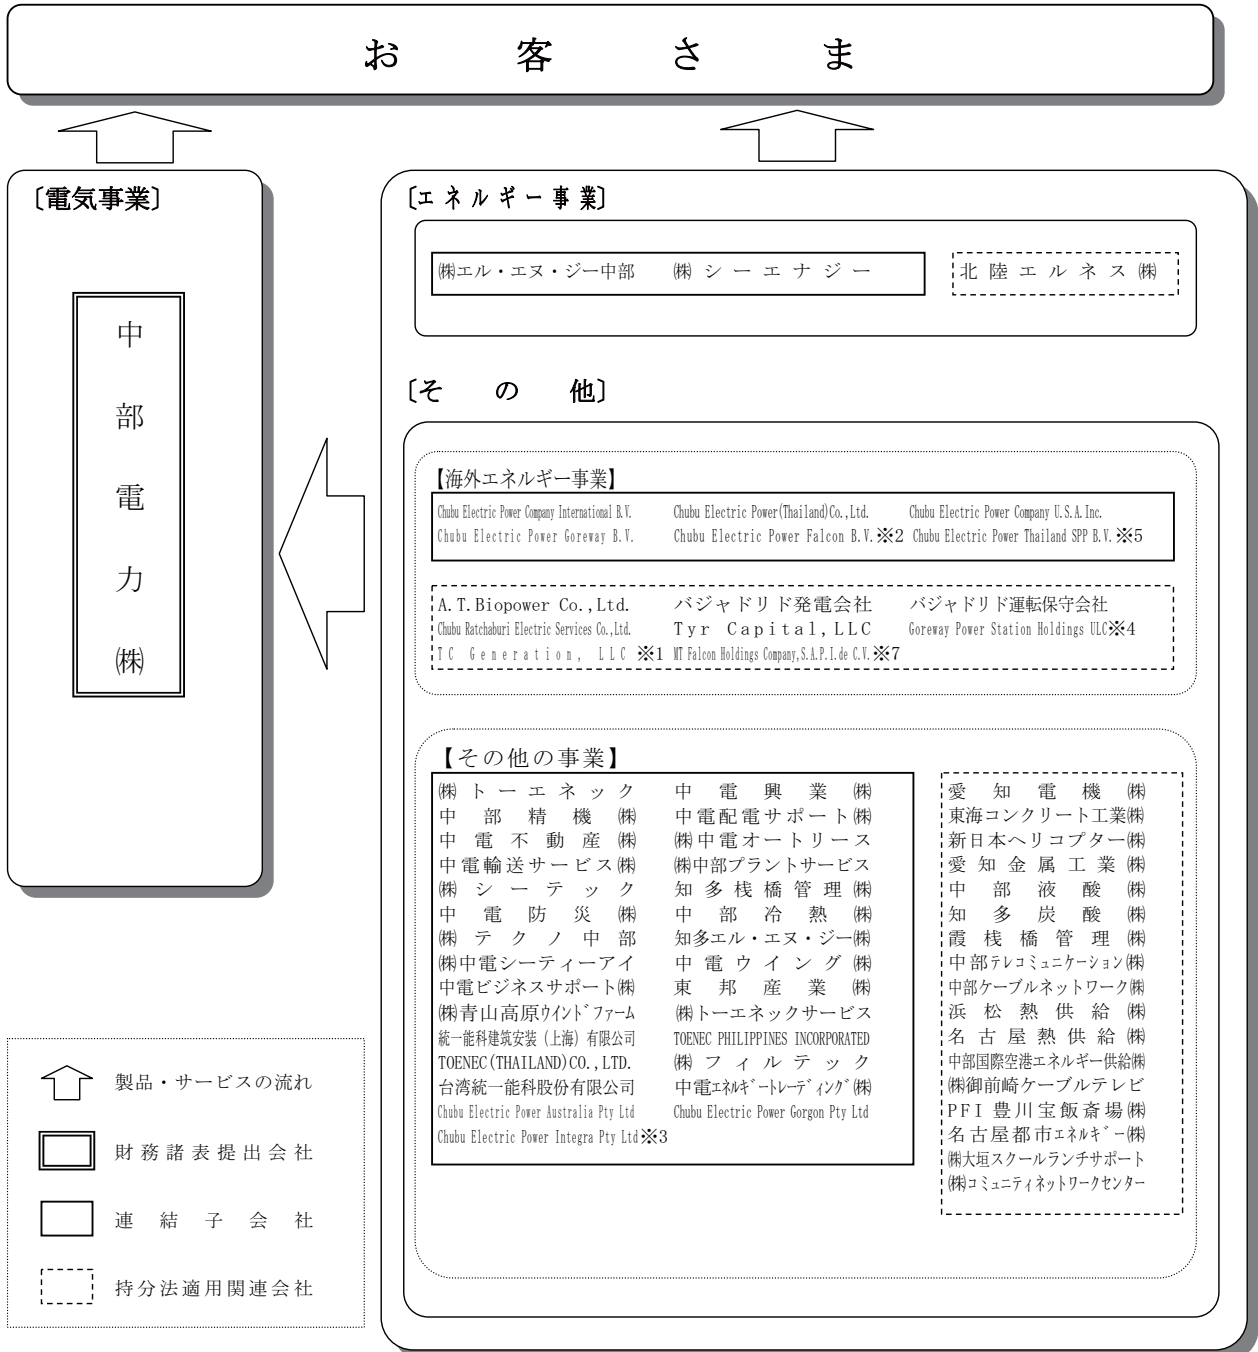 お客さま
〔電気事業〕
中部電力㈱
〔エネルギー事業〕
㈱エル・エヌ・ジー中部 ㈱シーエナジー 北陸エルネス㈱
〔その他〕
【海外エネルギー事業】
Chubu Electric Power Company International B.V. Chubu Electric Power(Thailand)Co.,Ltd. Chubu Electric Power Company U.S.A.Inc.
Chubu Electric Power Goreway B.V. Chubu Electric Power Falcon B.V.※2 Chubu Electric Power Thailand SPP B.V.※5
A.T.Biopower Co.,Ltd. バジャドリド発電会社 バジャドリド運転保守会社
Chubu Ratchaburi Electric Services Co.,Ltd. Tyr Capital,LLC Goreway Power Station Holdings ULC※4
TC Generation, LLC ※1 MT Falcon Holdings Company,S.A.P.I.de C.V.※7
【その他の事業】
㈱トーエネック 中電興業㈱
中部精機㈱ 中電配電サポート㈱
中電不動産㈱ ㈱中電オートリース
中電輸送サービス㈱ ㈱中部プラントサービス
㈱シーテック 知多桟橋管理㈱
中電防災㈱ 中部冷熱㈱
㈱テクノ中部 知多エル・エヌ・ジー㈱
㈱中電シーティーアイ 中電ウイング㈱
中電ビジネスサポート㈱ 東邦産業㈱
㈱青山高原ウインドファーム ㈱トーエネックサービス
統一能科建筑安装（上海）有限公司 TOENEC PHILIPPINES INCORPORATED
TOENEC(THAILAND)CO.,LTD. ㈱フィルテック
台湾統一能科股份有限公司 中電エネルギートレーディング㈱
Chubu Electric Power Australia Pty Ltd Chubu Electric Power Gorgon Pty Ltd
Chubu Electric Power Integra Pty Ltd※3
愛知電機㈱
東海コンクリート工業㈱
新日本ヘリコプター㈱
愛知金属工業㈱
中部液酸㈱
知多炭酸㈱
霞桟橋管理㈱
中部テレコミュニケーション㈱
中部ケーブルネットワーク㈱
浜松熱供給㈱
名古屋熱供給㈱
中部国際空港エネルギー供給㈱
㈱御前崎ケーブルテレビ
PFI豊川宝飯斎場㈱
名古屋都市エネルギー㈱
㈱大垣スクールランチサポート
㈱コミュニティネットワークセンター
製品・サービスの流れ
財務諸表提出会社
連結子会社
持分法適用関連会社